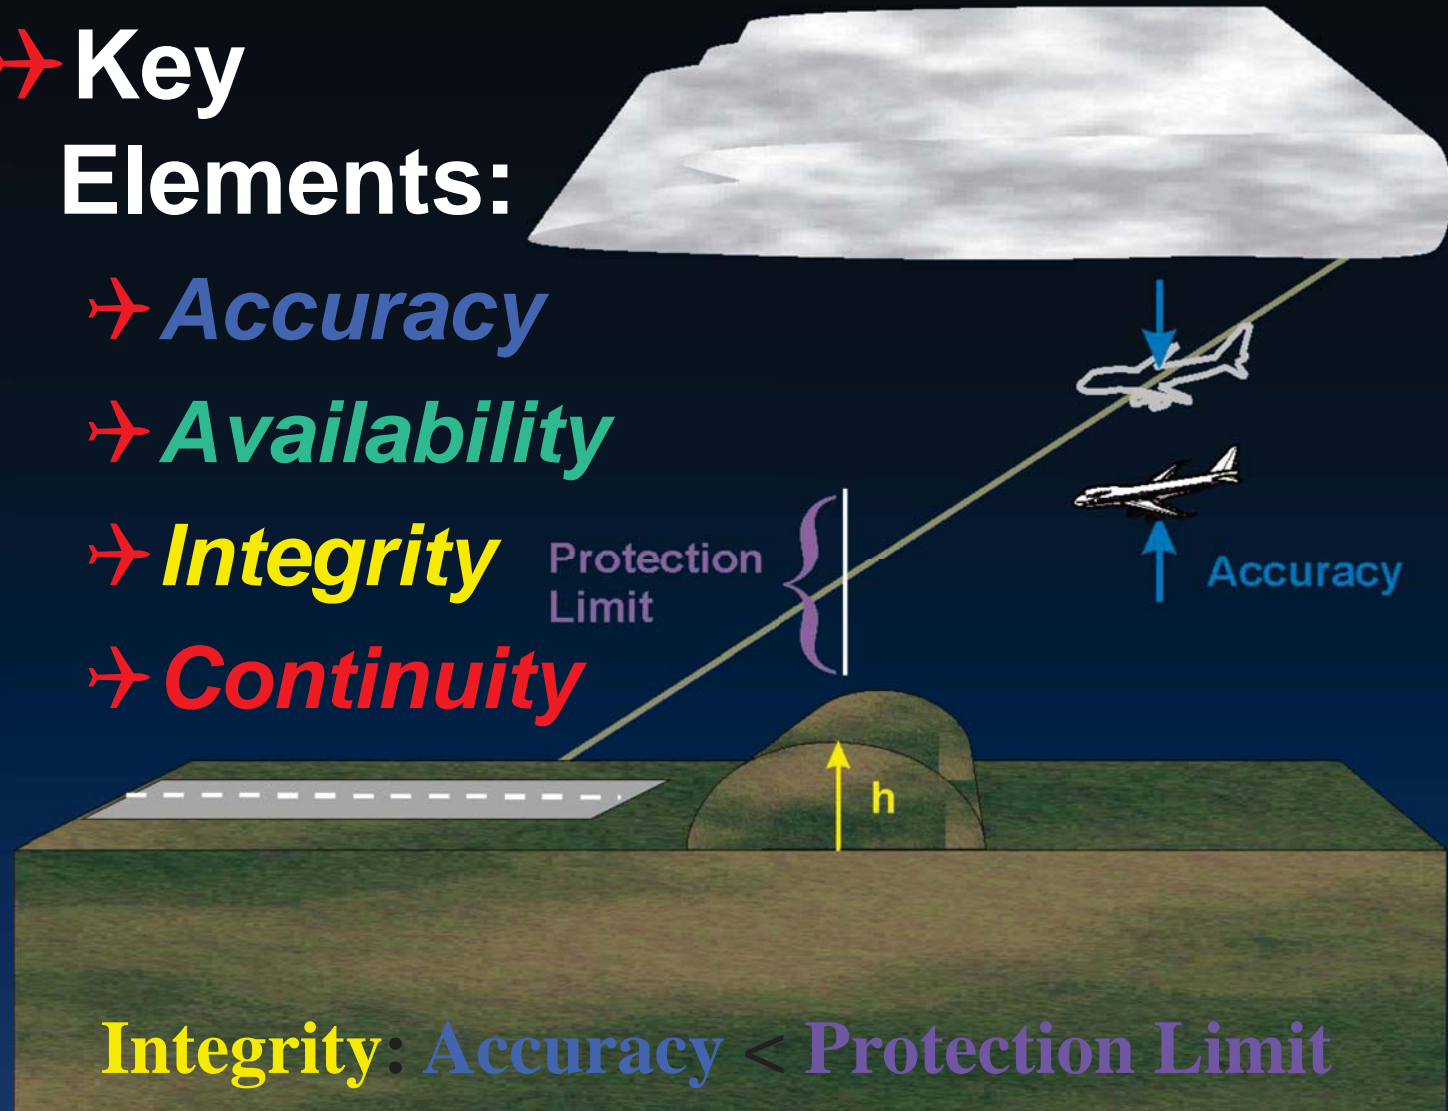 Key
Elements:
Accuracy
Availability
Integrity
Continuity
Protection
Limit
Accuracy
h
Integrity: Accuracy < Protection Limit